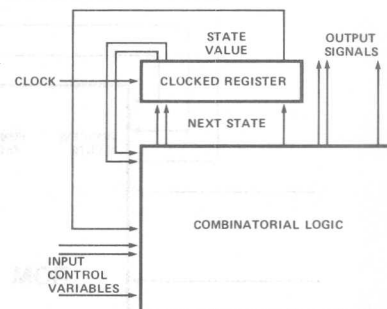 STATE
VALUE
OUTPUT
SIGNALS
CLOCK
CLOCKED REGISTER
NEXT STATE
COMBINATORIAL LOGIC
INPUT
CONTROL
VARIABLES